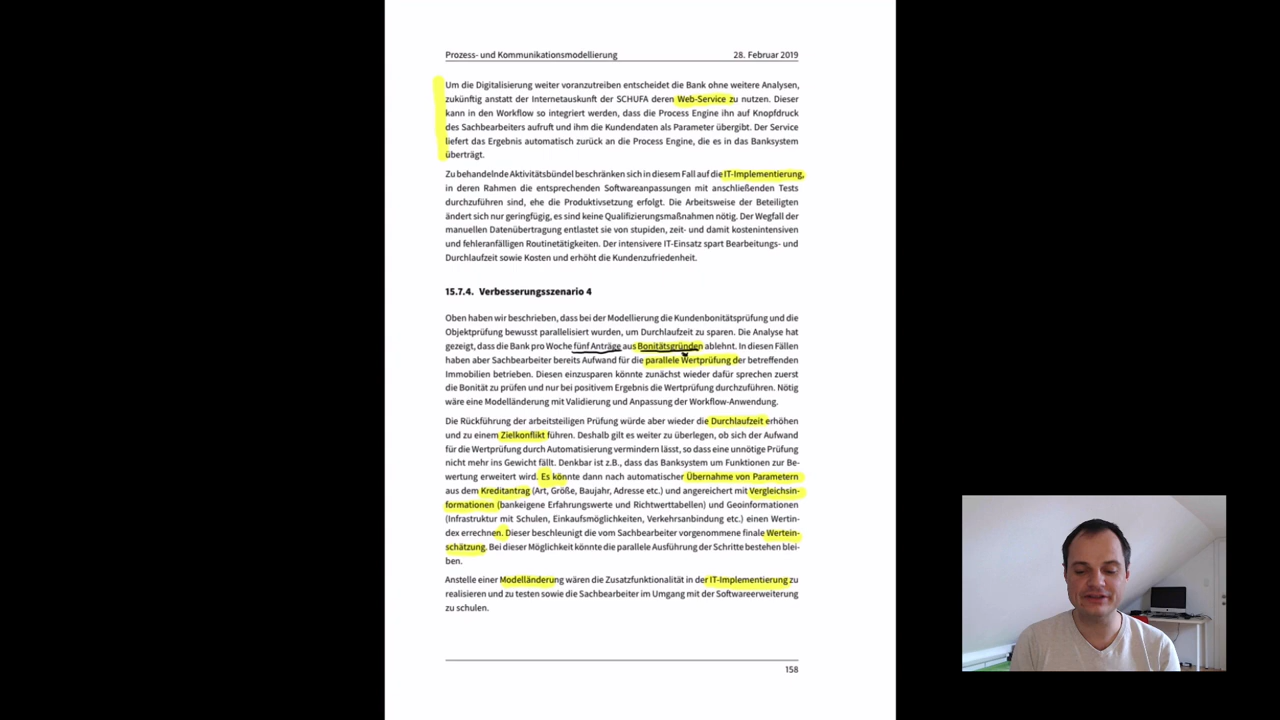 Prozess- und Kommunikationsmodellierung 28. Februar 2019
Um die Digitalisierung weiter voranzutreiben entscheidet die Bank ohne weitere Analysen,
zukünftig anstatt der Internetauskunft der SCHUFA deren Web-Service zu nutzen. Dieser
kann in den Workflow so integriert werden, dass die Process Engine ihn auf Knopfdruck
des Sachbearbeiters aufruft und ihm die Kundendaten als Parameter übergibt. Der Service
liefert das Ergebnis automatisch zurück an die Process Engine, die es in das Banksystem
überträgt.
Zu behandelnde Aktivitätsbündel beschränken sich in diesem Fall auf die IT-Implementierung,
in deren Rahmen die entsprechenden Softwareanpassungen mit anschließenden Tests
durchzuführen sind, ehe die Produktivsetzung erfolgt. Die Arbeitsweise der Beteiligten
ändert sich nur geringfügig, es sind keine Qualifizierungsmaßnahmen nötig. Der Wegfall der
manuellen Datenübertragung entlastet sie von stupiden, zeit- und damit kostenintensiven
und fehleranfälligen Routinetätigkeiten. Der intensivere IT-Einsatz spart Bearbeitungs- und
Durchlaufzeit sowie Kosten und erhöht die Kundenzufriedenheit.
15.7.4. Verbesserungsszenario 4
Oben haben wir beschrieben, dass bei der Modellierung die Kundenbonitätsprüfung und die
Objektprüfung bewusst parallelisiert wurden, um Durchlaufzeit zu sparen. Die Analyse hat
gezeigt, dass die Bank pro Woche fünf Anträge aus Bonitätsgründen ablehnt. In diesen Fällen
haben aber Sachbearbeiter bereits Aufwand für die parallele Wertprüfung der betreffenden
Immobilien betrieben. Diesen einzusparen könnte zunächst wieder dafür sprechen zuerst
die Bonität zu prüfen und nur bei positivem Ergebnis die Wertprüfung durchzuführen. Nötig
wäre eine Modelländerung mit Validierung und Anpassung der Workflow-Anwendung.
Die Rückführung der arbeitsteiligen Prüfung würde aber wieder die Durchlaufzeit erhöhen
und zu einem Zielkonflikt führen. Deshalb gilt es weiter zu überlegen, ob sich der Aufwand
für die Wertprüfung durch Automatisierung vermindern lässt, so dass eine unnötige Prüfung
nicht mehr ins Gewicht fällt. Denkbar ist z.B., dass das Banksystem um Funktionen zur Be-
wertung erweitert wird. Es könnte dann nach automatischer Übernahme von Parametern
aus dem Kreditantrag (Art, Größe, Baujahr, Adresse etc.) und angereichert mit Vergleichsin-
formationen (bankeigene Erfahrungswerte und Richtwerttabellen) und Geoinformationen
(Infrastruktur mit Schulen, Einkaufsmöglichkeiten, Verkehrsanbindung etc.) einen Wertin-
dex errechnen. Dieser beschleunigt die vom Sachbearbeiter vorgenommene finale Wertein-
schätzung. Bei dieser Möglichkeit könnte die parallele Ausführung der Schritte bestehen blei-
ben.
Anstelle einer Modelländerung wären die Zusatzfunktionalität in der IT-Implementierung zu
realisieren und zu testen sowie die Sachbearbeiter im Umgang mit der Softwareerweiterung
zu schulen.
158